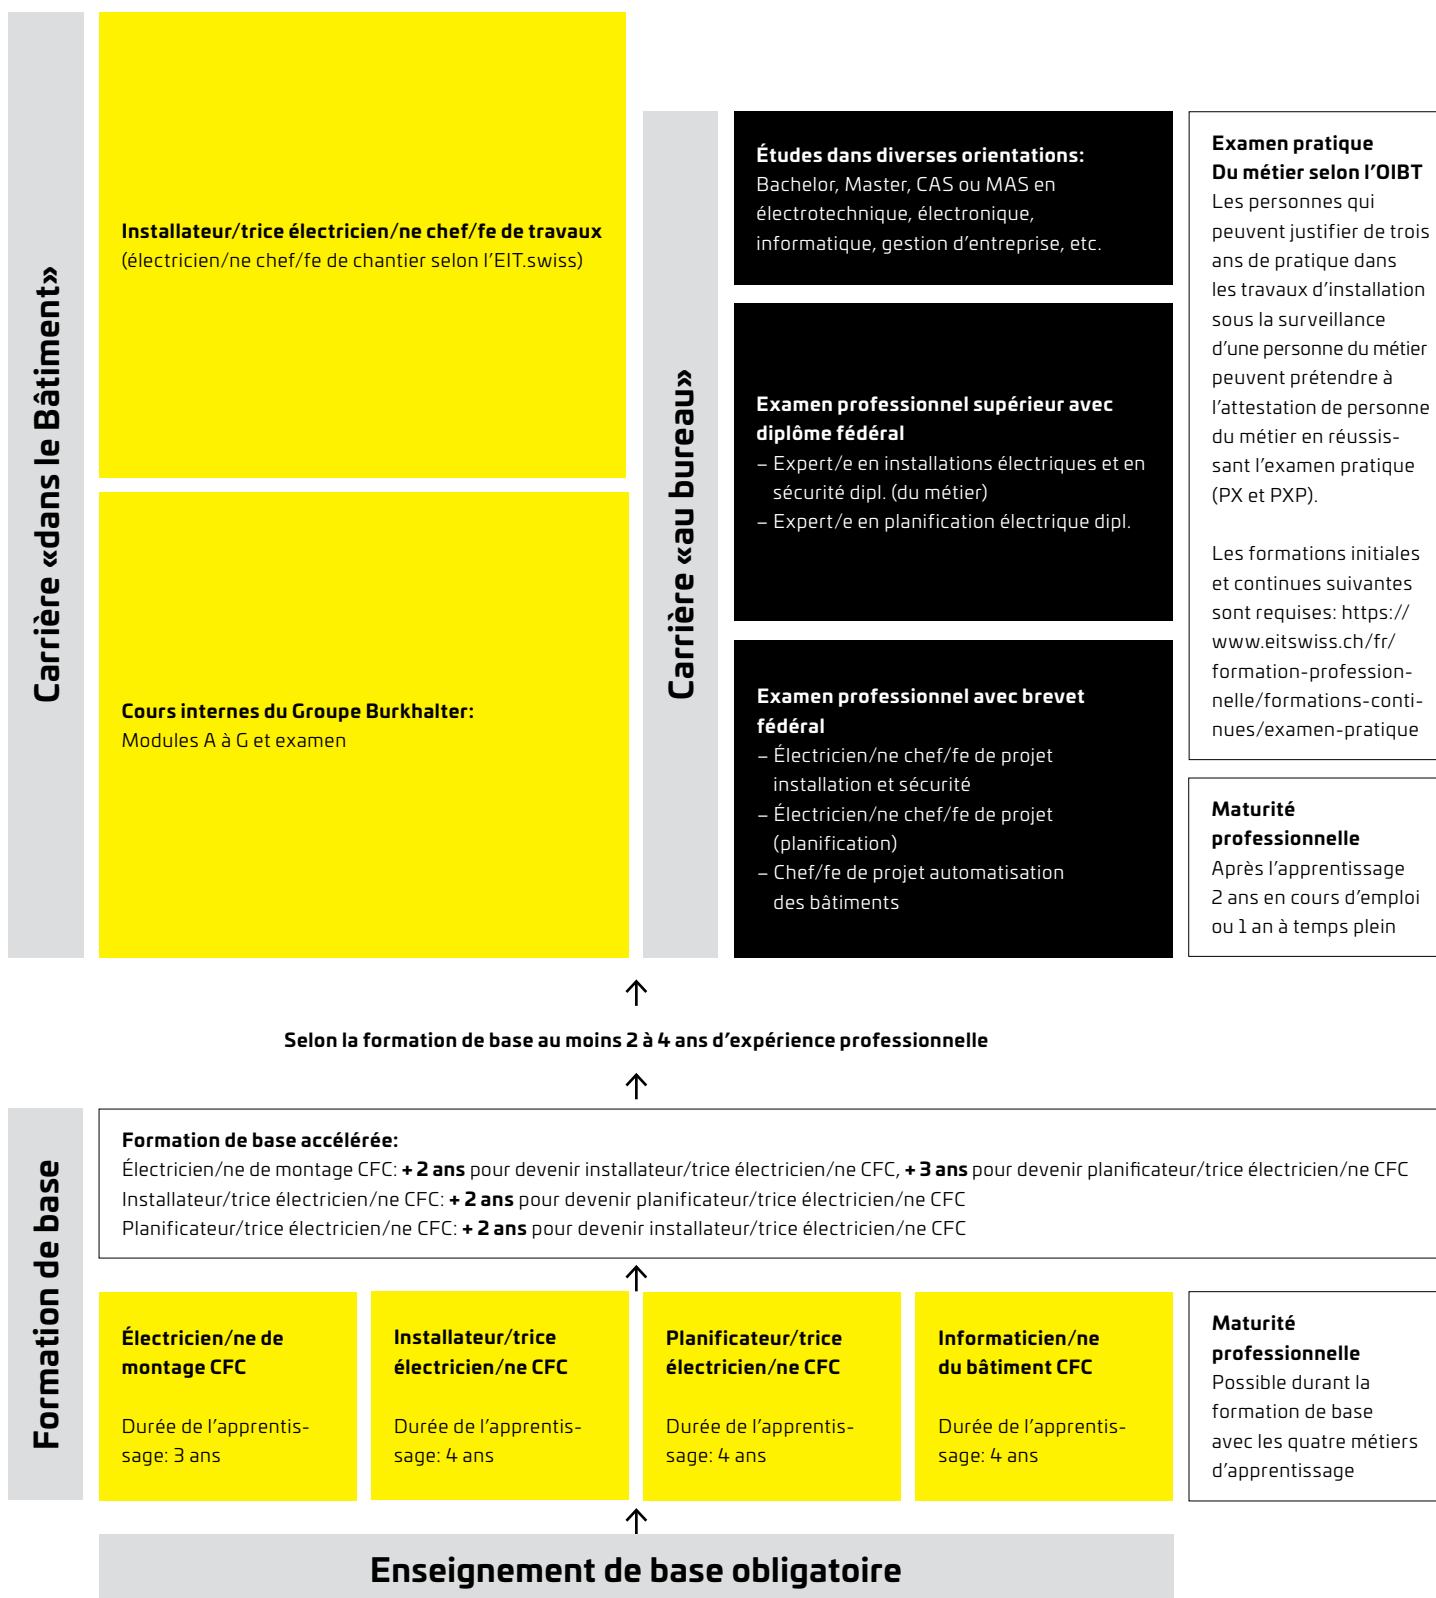 Carrière «dans le Bâtiment»
Installateur/trice électricien/ne chef/fe de travaux
(électricien/ne chef/fe de chantier selon l’EIT.swiss)
Cours internes du Groupe Burkhalter:
Modules A à G et examen
Carrière «au bureau»
Études dans diverses orientations:
Bachelor, Master, CAS ou MAS en
électrotechnique, électronique,
informatique, gestion d’entreprise, etc.
Examen professionnel supérieur avec
diplôme fédéral
– Expert/e en installations électriques et en
sécurité dipl. (du métier)
– Expert/e en planification électrique dipl.
Examen professionnel avec brevet
fédéral
– Électricien/ne chef/fe de projet
installation et sécurité
– Électricien/ne chef/fe de projet
(planification)
– Chef/fe de projet automatisation
des bâtiments
Examen pratique
Du métier selon l’OIBT
Les personnes qui
peuvent justifier de trois
ans de pratique dans
les travaux d’installation
sous la surveillance
d’une personne du métier
peuvent prétendre à
l’attestation de personne
du métier en réussis-
sant l’examen pratique
(PX et PXP).
Les formations initiales
et continues suivantes
sont requises: https://
www.eitswiss.ch/fr/
formation-profession-
nelle/formations-conti-
nues/examen-pratique
Maturité
professionnelle
Après l’apprentissage
2 ans en cours d’emploi
ou 1 an à temps plein
Selon la formation de base au moins 2 à 4 ans d’expérience professionnelle
Formation de base
Formation de base accélérée:
Électricien/ne de montage CFC: + 2 ans pour devenir installateur/trice électricien/ne CFC, + 3 ans pour devenir planificateur/trice électricien/ne CFC
Installateur/trice électricien/ne CFC: + 2 ans pour devenir planificateur/trice électricien/ne CFC
Planificateur/trice électricien/ne CFC: + 2 ans pour devenir installateur/trice électricien/ne CFC
Électricien/ne de
montage CFC
Durée de l’apprentis-
sage: 3 ans
Installateur/trice
électricien/ne CFC
Durée de l’apprentis-
sage: 4 ans
Planificateur/trice
électricien/ne CFC
Durée de l’apprentis-
sage: 4 ans
Informaticien/ne
du bâtiment CFC
Durée de l’apprentis-
sage: 4 ans
Maturité
professionnelle
Possible durant la
formation de base
avec les quatre métiers
d’apprentissage
Enseignement de base obligatoire